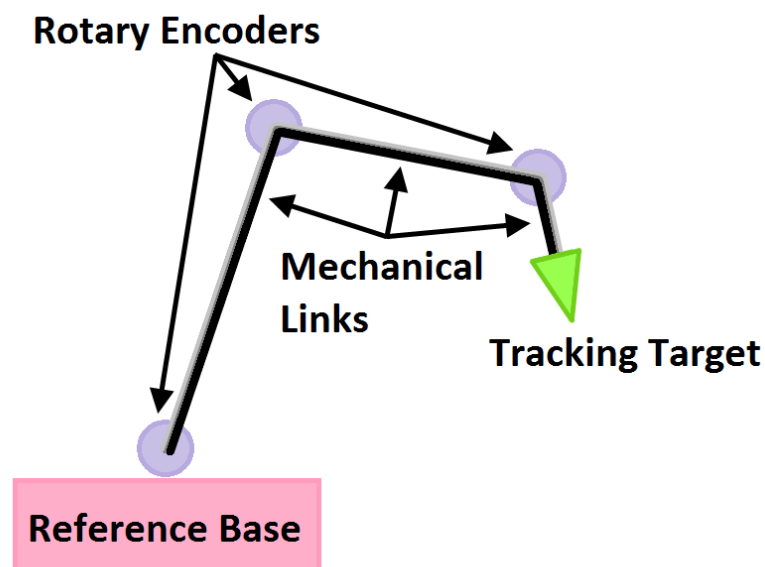 Rotary Encoders
Mechanical
Links
Tracking Target
Reference Base